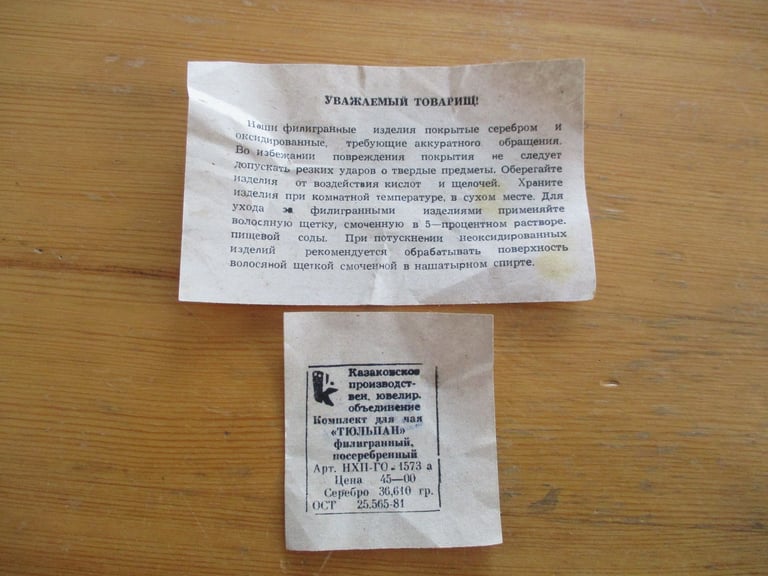 УВАЖАЕМЫЙ ТОВАРИЩ!
Наши филигранные изделия покрытые серебром и
оксидированные, требующие аккуратного обращения.
Во избежании повреждения покрытия не следует
допускать резких ударов о твердые предметы. Оберегайте
изделия от воздействия кислот и щелочей. Храните
изделия при комнатной температуре, в сухом месте. Для
ухода за филигранными изделиями применяйте
волосяную щетку, смоченную в 5—процентном растворе.
пищевой соды. При потускнении неоксидированных
изделий рекомендуется обрабатывать поверхность
волосяной щеткой смоченной в нашатырном спирте.
Казаковское
производст-
вен. ювелир.
объединение
Комплект для чая
«ТЮЛЬПАН»
филигранный,
посеребренный
Арт. НХП-ГО-1573 а
Цена 45—00
Серебро 36,610 гр.
ОСТ 25.565-81